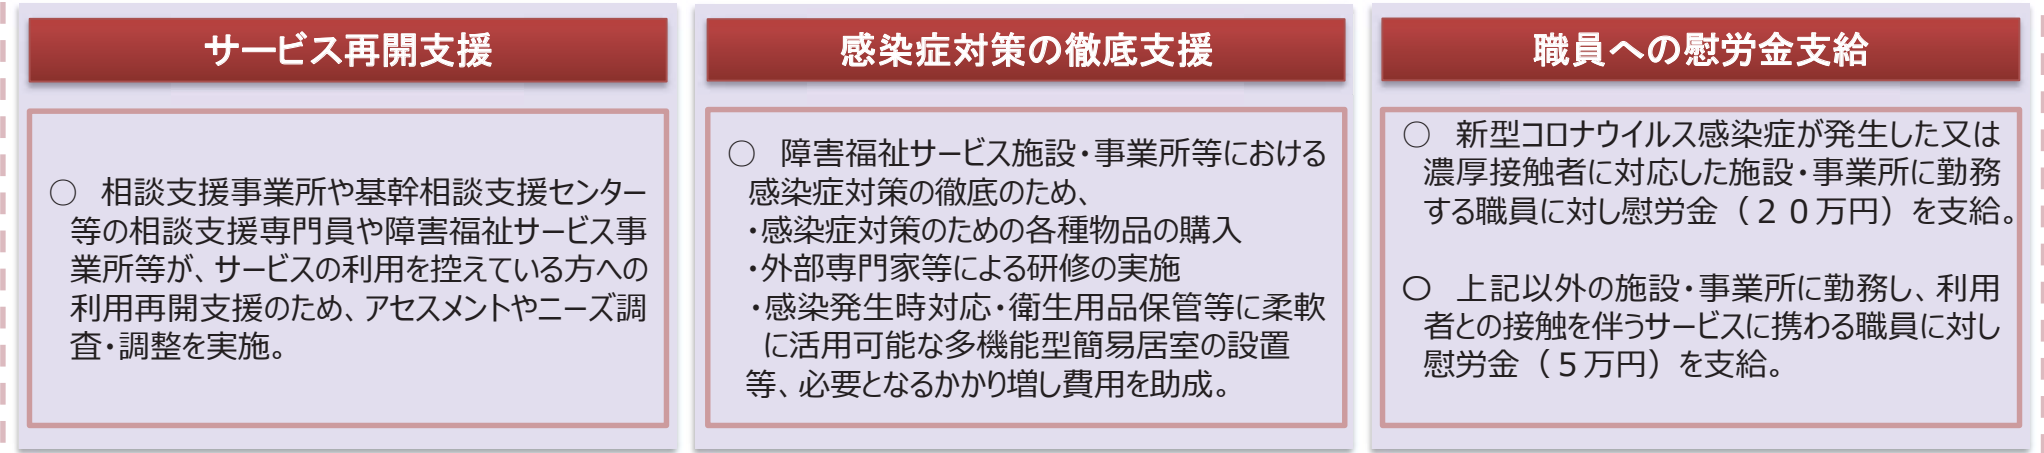 サービス再開支援
○　相談支援事業所や基幹相談支援センター
等の相談支援専門員や障害福祉サービス事
業所等が、サービスの利用を控えている方への
利用再開支援のため、アセスメントやニーズ調
査・調整を実施。
感染症対策の徹底支援
○　障害福祉サービス施設・事業所等における
感染症対策の徹底のため、
・感染症対策のための各種物品の購入
・外部専門家等による研修の実施
・感染発生時対応・衛生用品保管等に柔軟
に活用可能な多機能型簡易居室の設置
等、必要となるかかり増し費用を助成。
職員への慰労金支給
○　新型コロナウイルス感染症が発生した又は
濃厚接触者に対応した施設・事業所に勤務
する職員に対し慰労金（２０万円）を支給。
○　上記以外の施設・事業所に勤務し、利用
者との接触を伴うサービスに携わる職員に対し
慰労金（５万円）を支給。